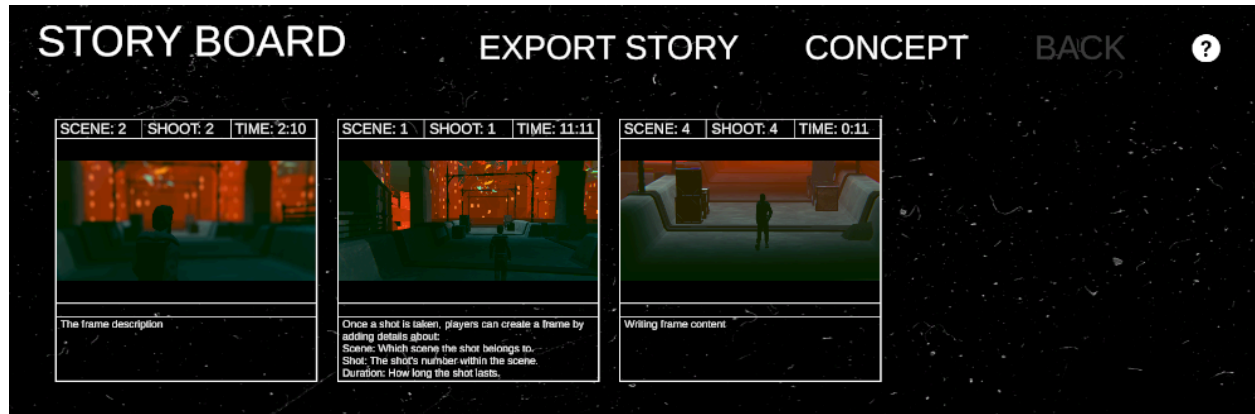 STORY BOARD
EXPORT STORY
CONCEPT
BACK
?
SCENE: 2 SHOOT: 2 TIME: 2:10
The frame description
SCENE: 1 SHOOT: 1 TIME: 11:11
Once a shot is taken, players can create a frame by
adding details about:
Scene: Which scene the shot belongs to.
Shot: The shot's number within the scene.
Duration: How long the shot lasts.
SCENE: 4 SHOOT: 4 TIME: 0:11
Writing frame content